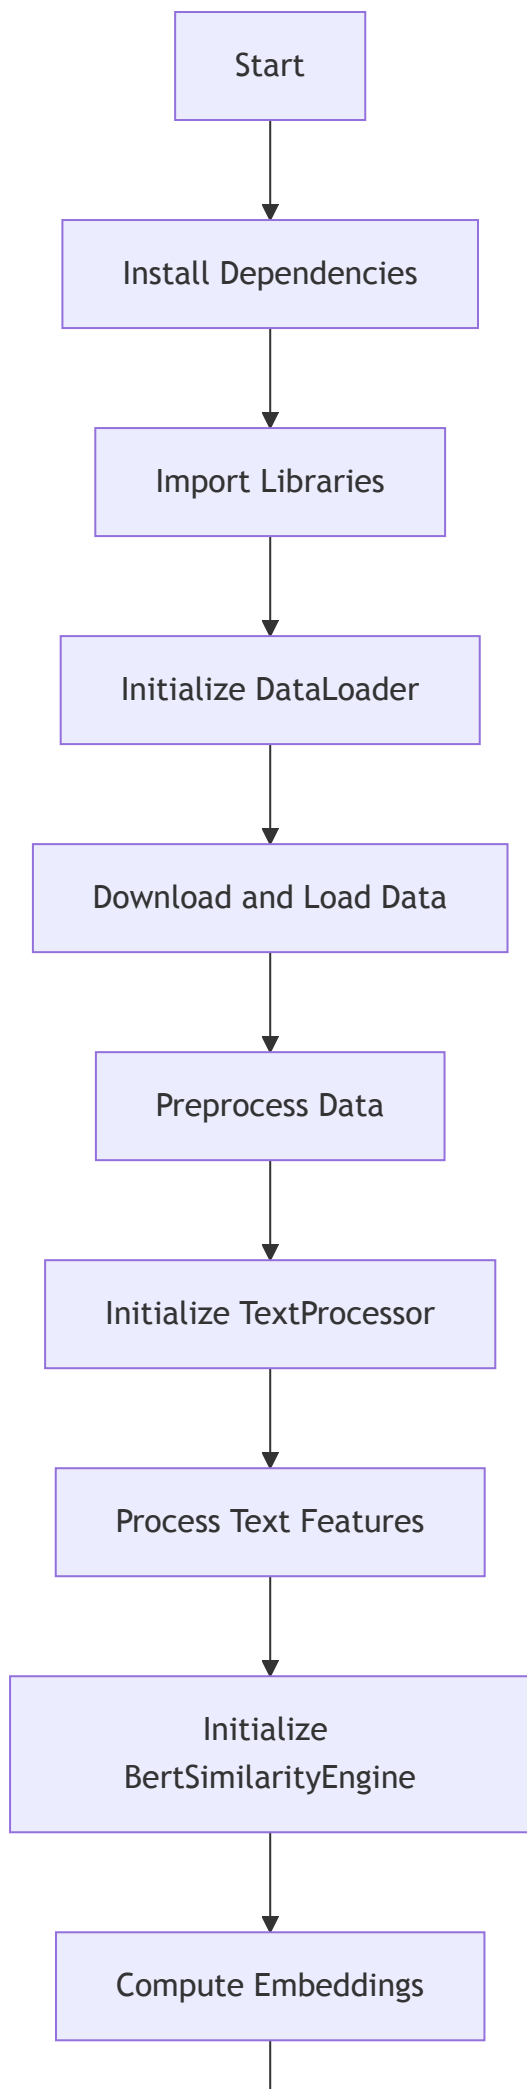 Start
Install Dependencies
Import Libraries
Initialize DataLoader
Download and Load Data
Preprocess Data
Initialize TextProcessor
Process Text Features
Initialize
BertSimilarityEngine
Compute Embeddings